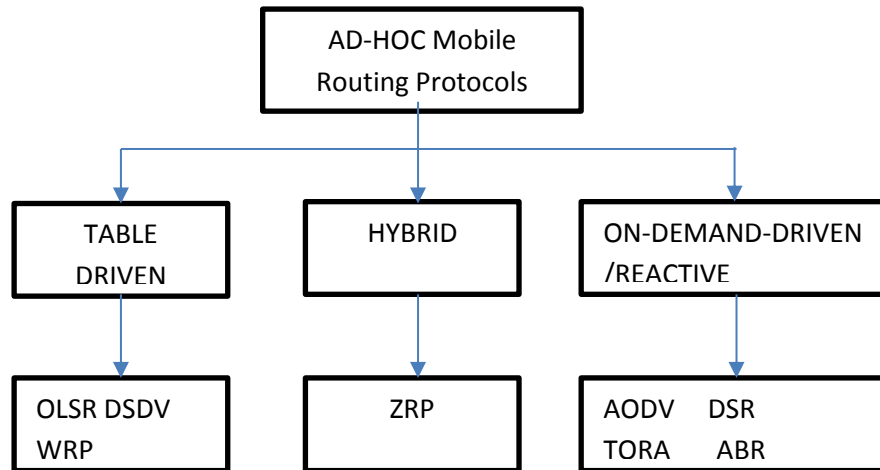 AD-HOC Mobile
Routing Protocols
TABLE
DRIVEN
HYBRID
ON-DEMAND-DRIVEN
/REACTIVE
OLSR DSDV
WRP
ZRP
AODV DSR
TORA ABR